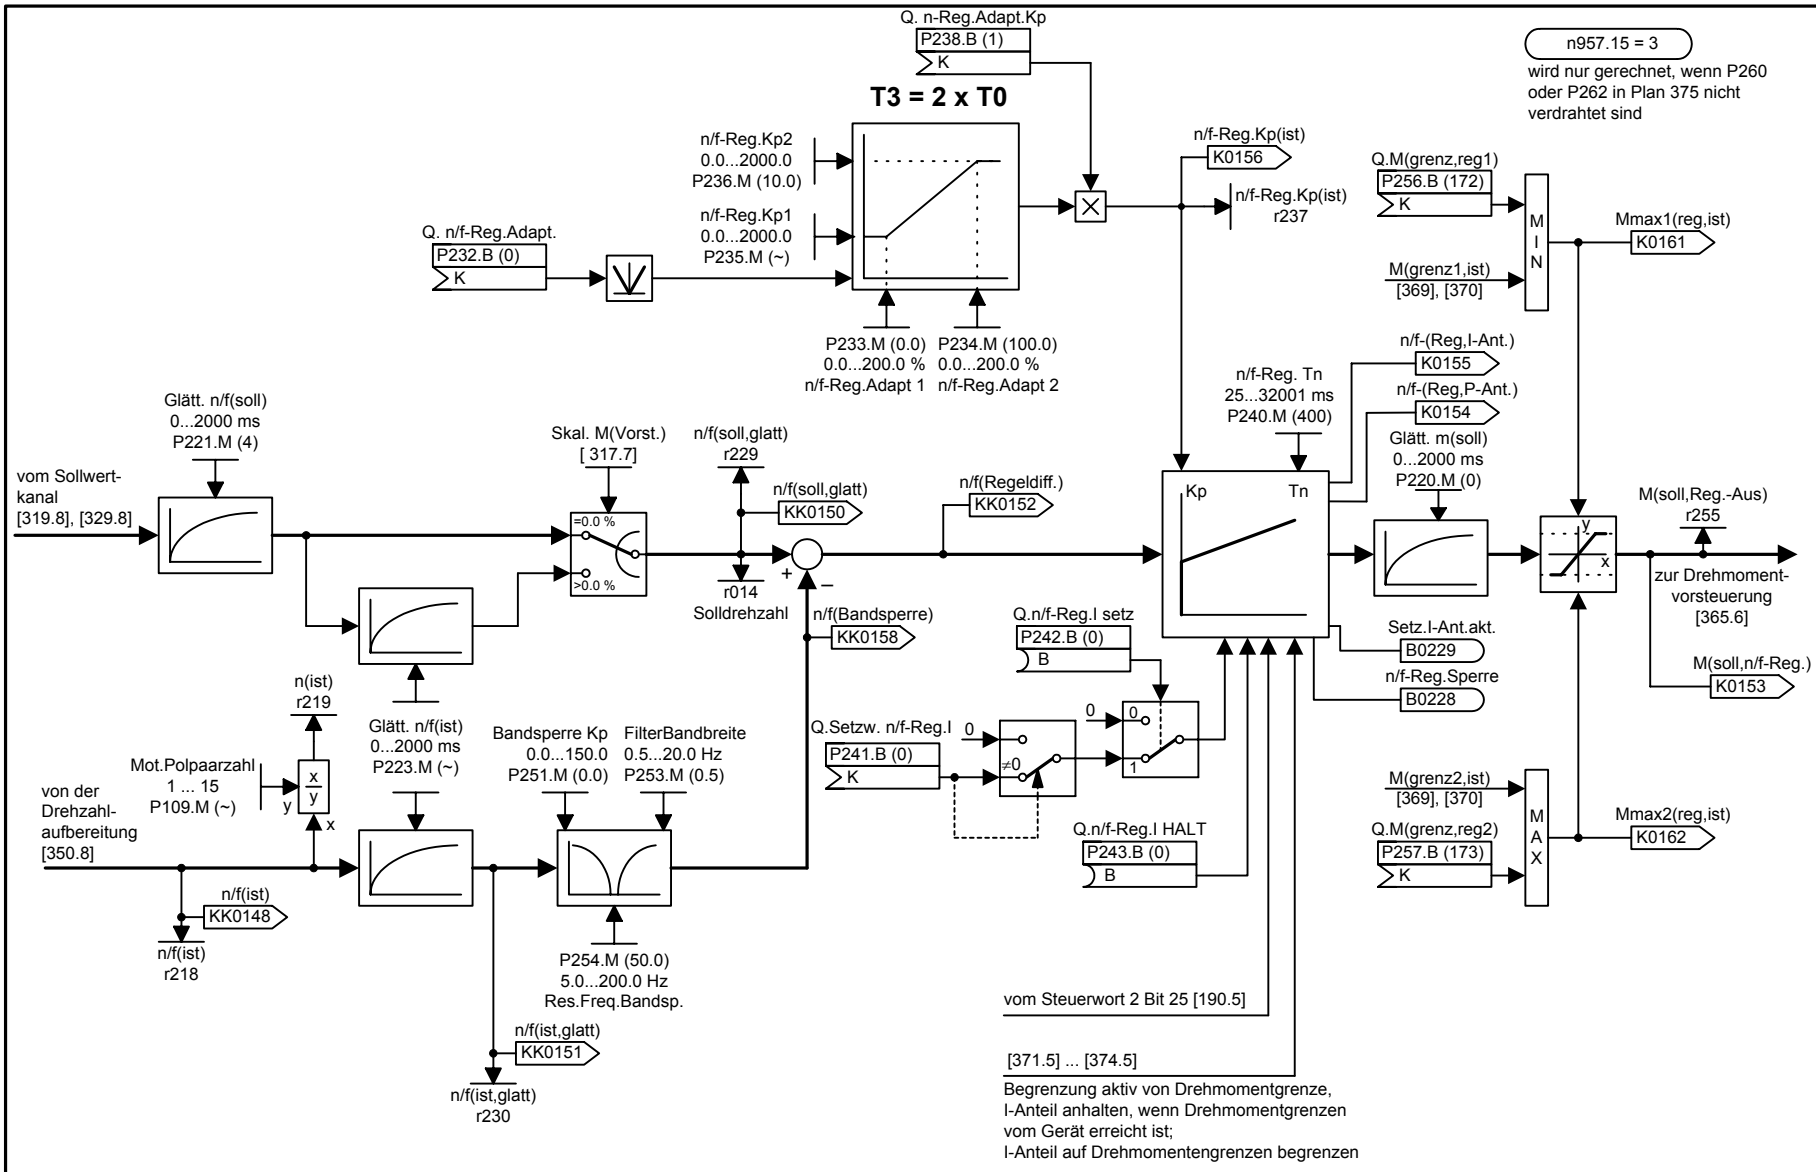 Q. n-Reg.Adapt.Kp
P238.B (1)
K
T3 = 2 x T0
n957.15 = 3
wird nur gerechnet, wenn P260
oder P262 in Plan 375 nicht
verdrahtet sind
n/f-Reg.Kp2
0.0...2000.0
P236.M (10.0)
n/f-Reg.Kp1
0.0...2000.0
P235.M (~)
n/f-Reg.Kp(ist)
K0156
n/f-Reg.Kp(ist)
r237
Q.M(grenz,reg1)
P256.B (172)
K
M(grenz1,ist)
[369], [370]
M
I
N
Mmax1(reg,ist)
K0161
Q. n/f-Reg.Adapt.
P232.B (0)
K
P233.M (0.0)
0.0...200.0 %
n/f-Reg.Adapt 1
P234.M (100.0)
0.0...200.0 %
n/f-Reg.Adapt 2
n/f-Reg. Tn
25...32001 ms
P240.M (400)
n/f-(Reg,I-Ant.)
K0155
n/f-(Reg,P-Ant.)
K0154
Glätt. n/f(soll)
0...2000 ms
P221.M (4)
vom Sollwert-
kanal
[319.8], [329.8]
Skal. M(Vorst.)
[ 317.7]
=0.0 %
>0.0 %
n/f(soll,glatt)
r229
n/f(soll,glatt)
KK0150
r014
Solldrehzahl
+
–
n/f(Regeldiff.)
KK0152
Kp
Tn
Glätt. m(soll)
0...2000 ms
P220.M (0)
y
x
M(soll,Reg.-Aus)
r255
zur Drehmoment-
vorsteuerung
[365.6]
n/f(Bandsperre)
KK0158
Q.n/f-Reg.I setz
P242.B (0)
B
Setz.I-Ant.akt.
B0229
n/f-Reg.Sperre
B0228
M(soll,n/f-Reg.)
K0153
n(ist)
r219
Mot.Polpaarzahl
1 ... 15
P109.M (~)
y
x
y
x
Glätt. n/f(ist)
0...2000 ms
P223.M (~)
Bandsperre Kp
0.0...150.0
P251.M (0.0)
FilterBandbreite
0.5...20.0 Hz
P253.M (0.5)
Q.Setzw. n/f-Reg.I
P241.B (0)
K
0
≠0
0
0
1
von der
Drehzahl-
aufbereitung
[350.8]
n/f(ist)
KK0148
n/f(ist)
r218
P254.M (50.0)
5.0...200.0 Hz
Res.Freq.Bandsp.
n/f(ist,glatt)
KK0151
n/f(ist,glatt)
r230
Q.n/f-Reg.I HALT
P243.B (0)
B
M(grenz2,ist)
[369], [370]
Q.M(grenz,reg2)
P257.B (173)
K
M
A
X
Mmax2(reg,ist)
K0162
vom Steuerwort 2 Bit 25 [190.5]
[371.5] ... [374.5]
Begrenzung aktiv von Drehmomentgrenze,
I-Anteil anhalten, wenn Drehmomentgrenzen
vom Gerät erreicht ist;
I-Anteil auf Drehmomentengrenzen begrenzen